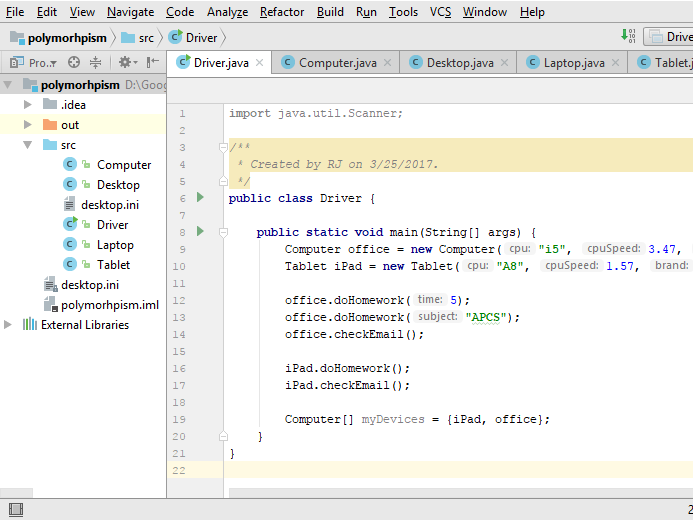 File Edit View Navigate Code Analyze Refactor Build Run Tools VCS Window Help
polymorhpism src Driver Drive
Pro.. Driver.java Computer.java Desktop.java Laptop.java Tablet.j
polymorhpism D:\Goog
.idea
out
src
Computer
Desktop
desktop.ini
Driver
Laptop
Tablet
desktop.ini
polymorhpism.iml
External Libraries
1 import java.util.Scanner;
2
3 /**
4 * Created by RJ on 3/25/2017.
5 */
6 public class Driver {
7
8 public static void main(String[] args) {
9 Computer office = new Computer( cpu: "i5", cpuSpeed: 3.47,
10 Tablet iPad = new Tablet( cpu: "A8", cpuSpeed: 1.57, brand:
11
12 office.doHomework( time: 5);
13 office.doHomework( subject: "APCS");
14 office.checkEmail();
15
16 iPad.doHomework();
17 iPad.checkEmail();
18
19 Computer[] myDevices = {iPad, office};
20 }
21 }
22
2